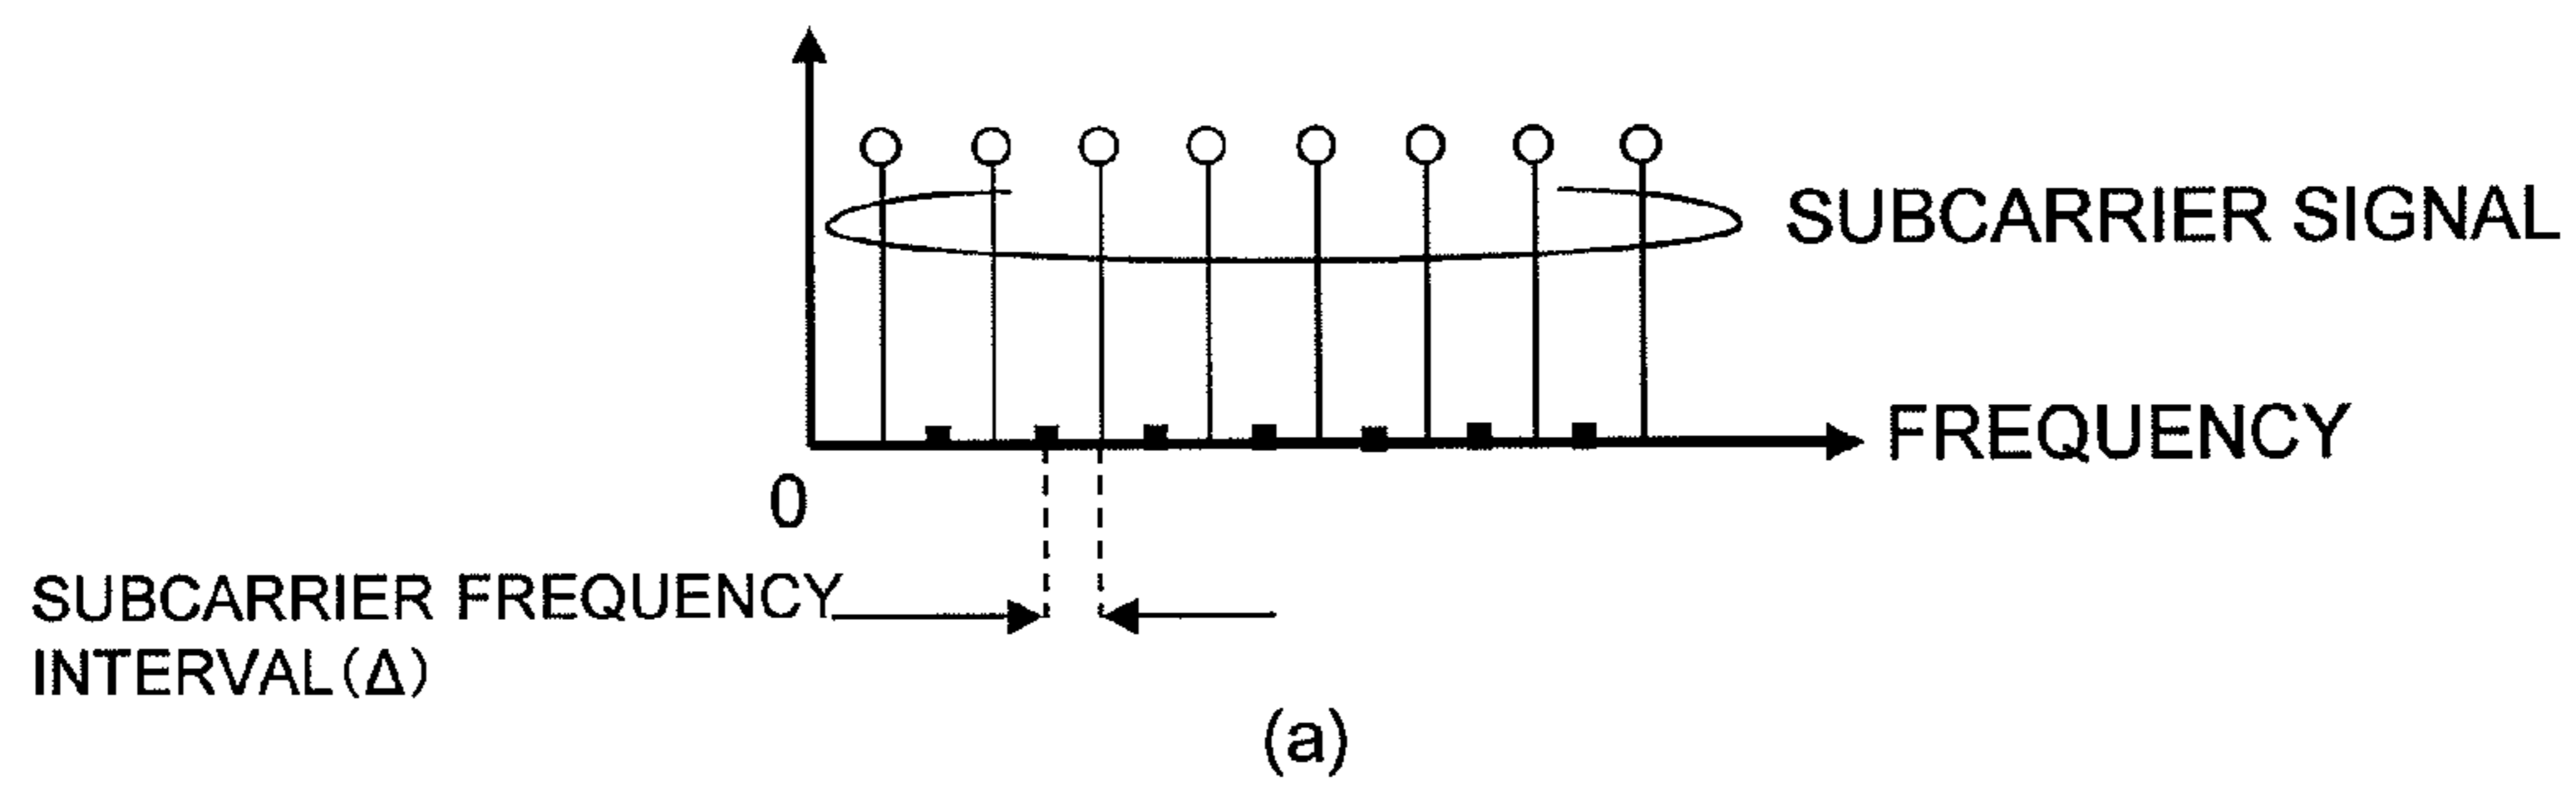 SUBCARRIER SIGNAL
FREQUENCY
0
SUBCARRIER FREQUENCY
INTERVAL(Δ)
(a)